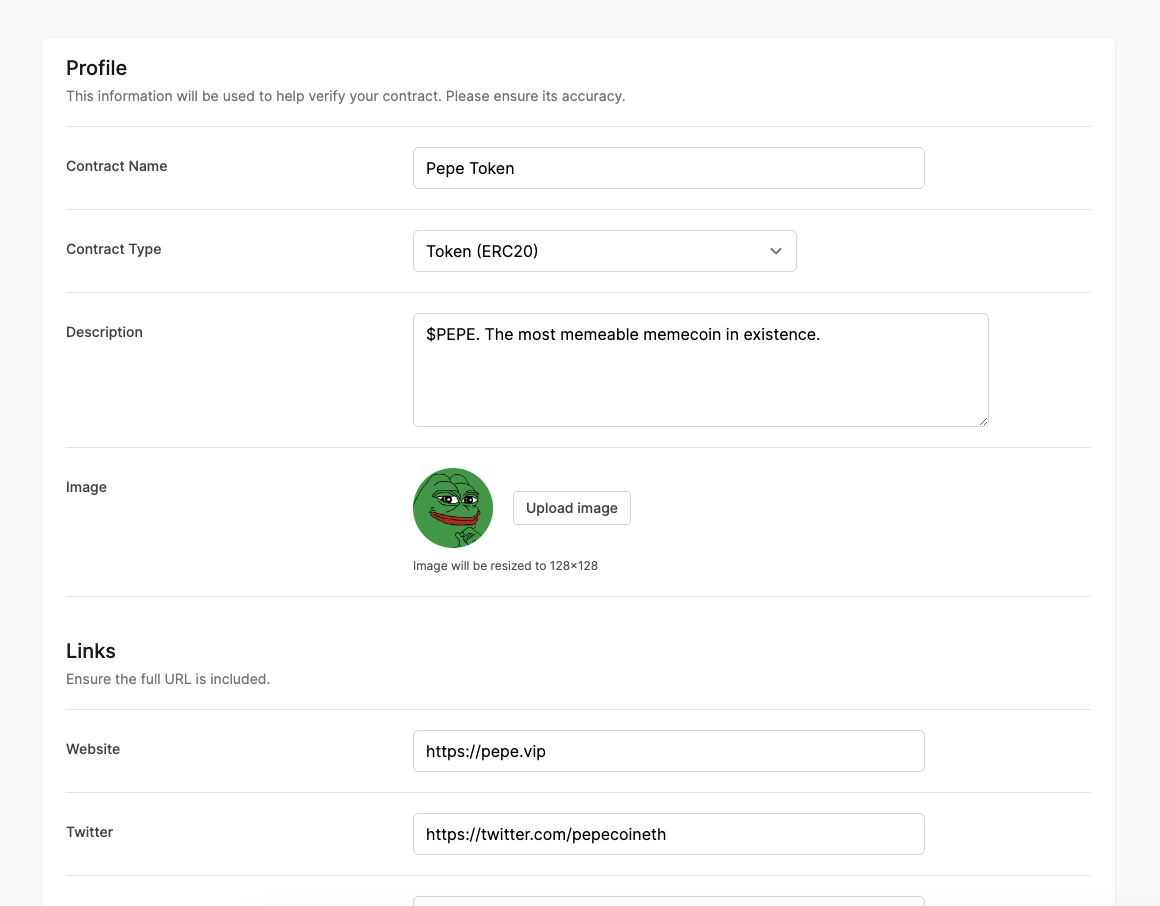 Profile
This information will be used to help verify your contract. Please ensure its accuracy.
Contract Name
Pepe Token
Contract Type
Token (ERC20)
Description
$PEPE. The most memeable memecoin in existence.
Image
Upload image
Image will be resized to 128×128
Links
Ensure the full URL is included.
Website
https://pepe.vip
Twitter
https://twitter.com/pepecoineth